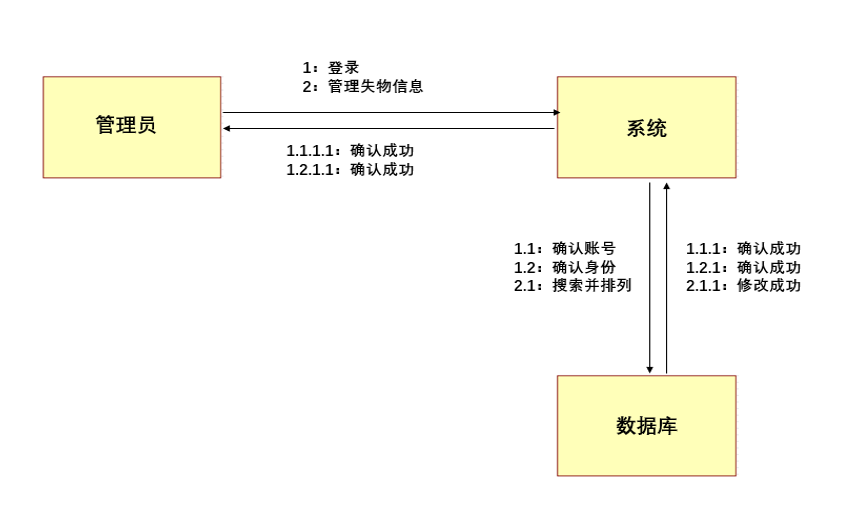 1：登录
2：管理失物信息
管理员
系统
1.1.1.1：确认成功
1.2.1.1：确认成功
1.1：确认账号
1.2：确认身份
2.1：搜索并排列
1.1.1：确认成功
1.2.1：确认成功
2.1.1：修改成功
数据库